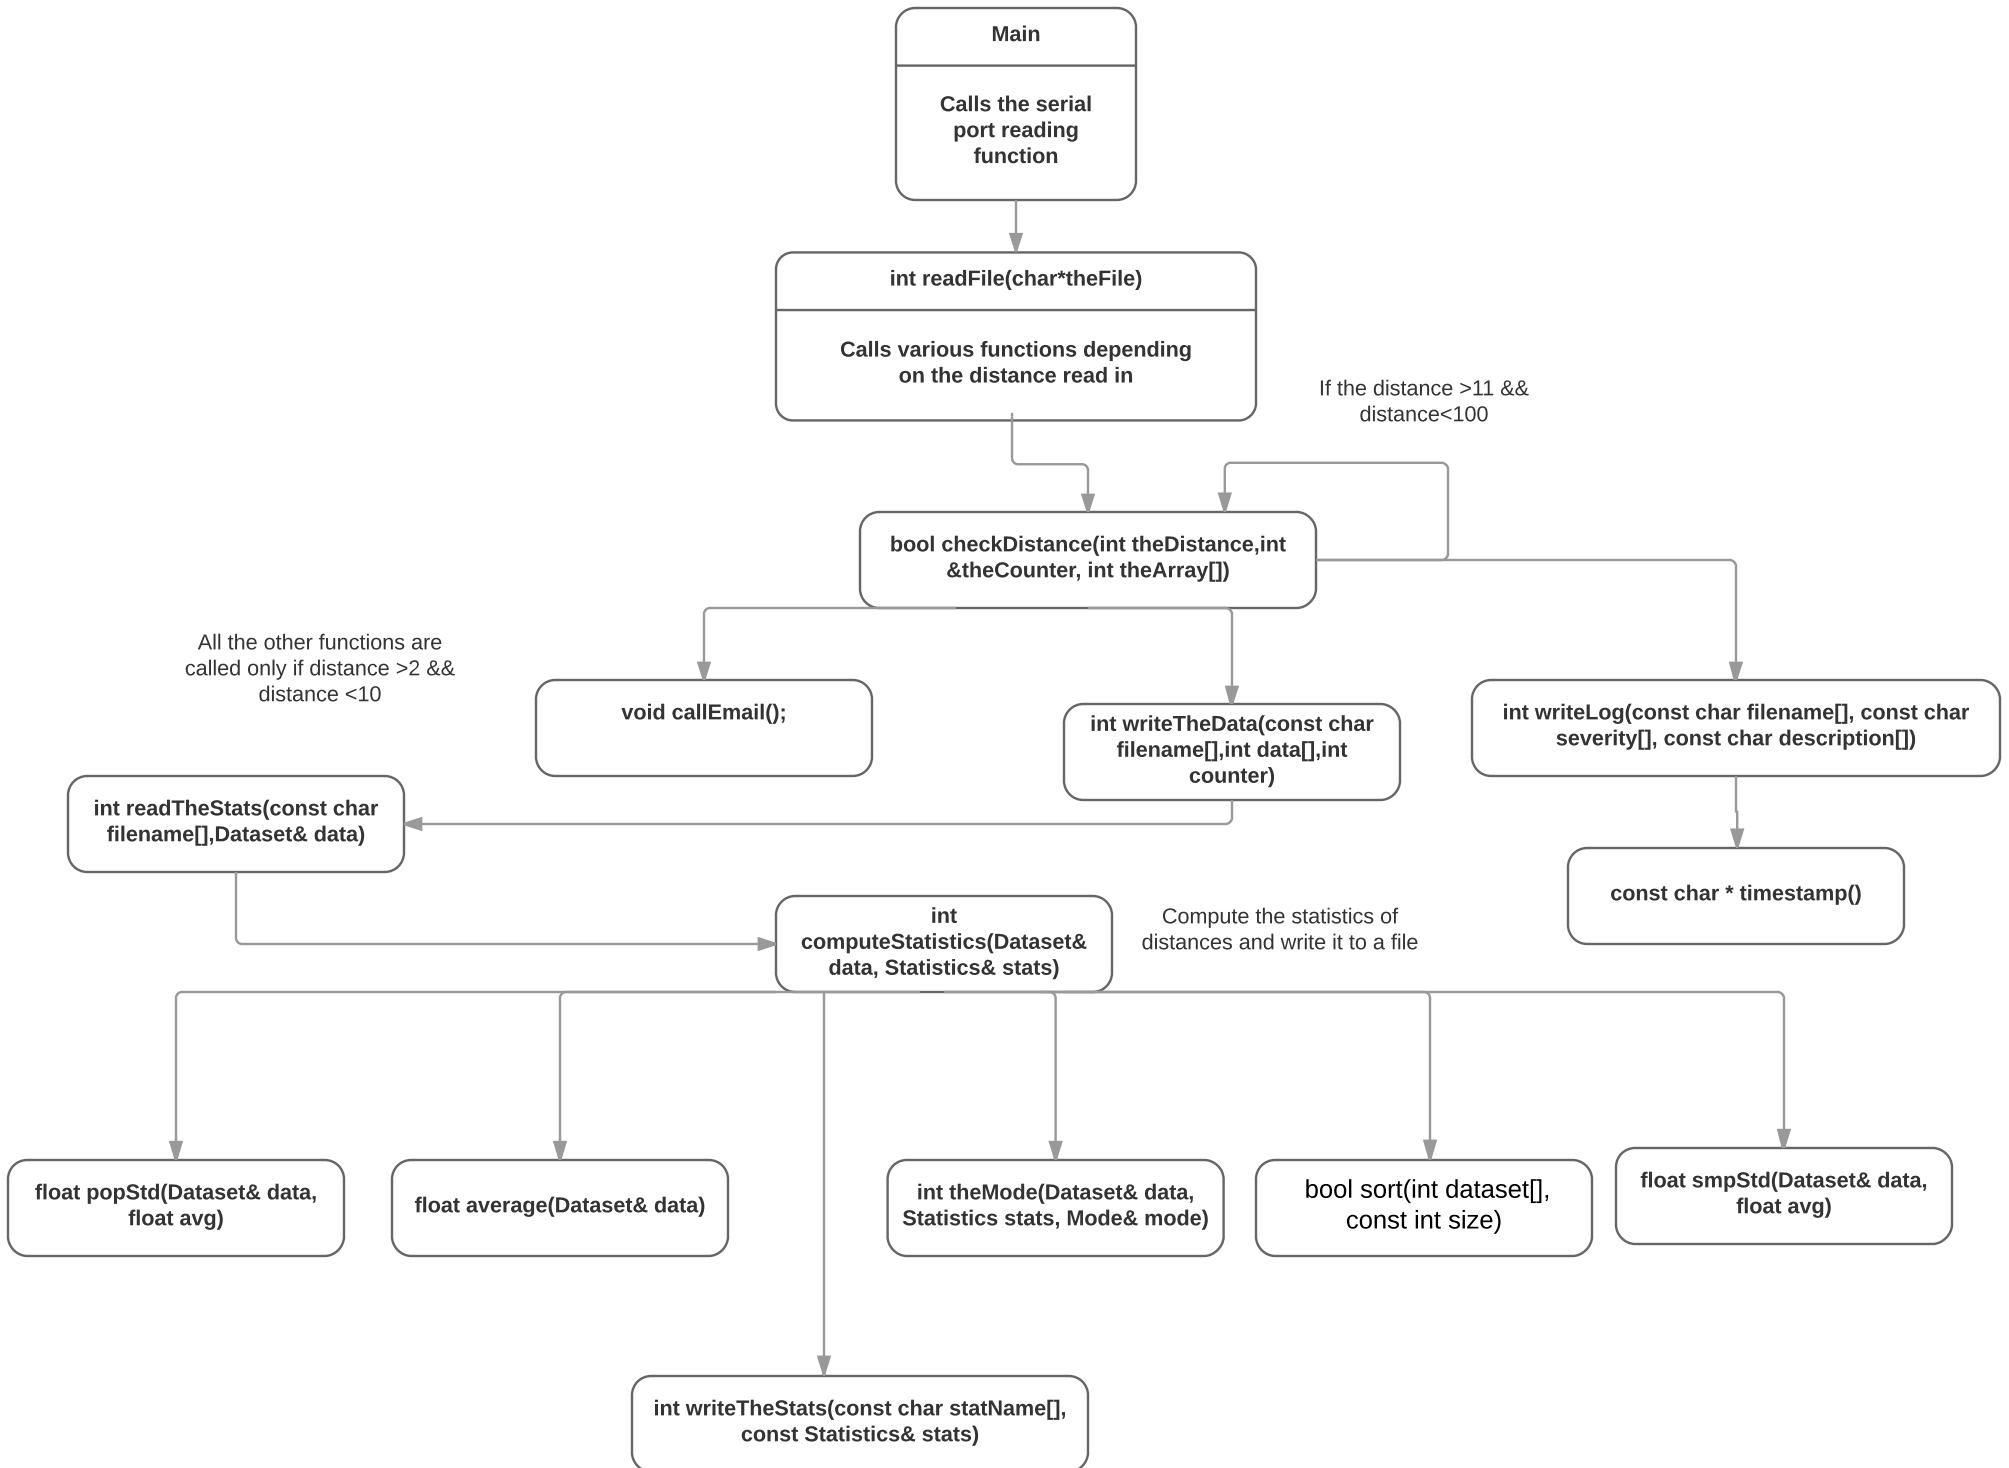 Main
Calls the serial
port reading
function
int readFile(char*theFile)
Calls various functions depending
on the distance read in
If the distance >11 &&
distance<100
bool checkDistance(int theDistance,int
&theCounter, int theArray[])
All the other functions are
called only if distance >2 &&
distance <10
void callEmail();
int writeTheData(const char
filename[],int data[],int
counter)
int writeLog(const char filename[], const char
severity[], const char description[])
int readTheStats(const char
filename[],Dataset& data)
const char * timestamp()
int
computeStatistics(Dataset&
data, Statistics& stats)
Compute the statistics of
distances and write it to a file
float popStd(Dataset& data,
float avg)
float average(Dataset& data)
int theMode(Dataset& data,
Statistics stats, Mode& mode)
bool sort(int dataset[],
const int size)
float smpStd(Dataset& data,
float avg)
int writeTheStats(const char statName[],
const Statistics& stats)